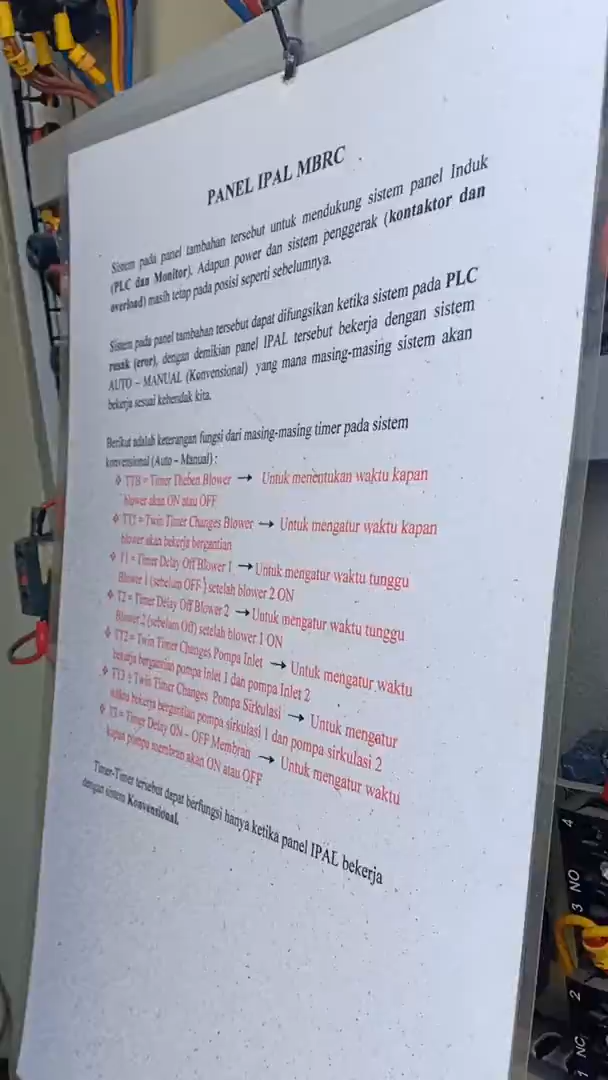 PANEL IPAL MBRC
Sistem pada panel tambahan tersebut untuk mendukung sistem panel Induk
(PLC dan Monitor). Adapun power dan sistem penggerak (kontaktor dan
overload) masih tetap pada posisi seperti sebelumnya.
Sistem pada panel tambahan tersebut dapat difungsikan ketika sistem pada PLC
rusak (eror), dengan demikian panel IPAL tersebut bekerja dengan sistem
AUTO – MANUAL (Konvensional) yang mana masing-masing sistem akan
bekerja sesuai kehendak kita.
Berikut adalah keterangan fungsi dari masing-masing timer pada sistem
konvensional (Auto – Manual) :
❖ TTB = Timer Theben Blower → Untuk menentukan waktu kapan
blower akan ON atau OFF
❖ TT1 = Twin Timer Changes Blower → Untuk mengatur waktu kapan
blower akan bekerja bergantian
❖ T1 = Timer Delay Off Blower 1 → Untuk mengatur waktu tunggu
Blower 1 (sebelum OFF ) setelah blower 2 ON
❖ T2 = Timer Delay Off Blower 2 → Untuk mengatur waktu tunggu
Blower 2 (sebelum Off) setelah blower 1 ON
❖ TT2 = Twin Timer Changes Pompa Inlet → Untuk mengatur waktu
bekerja bergantian pompa Inlet 1 dan pompa Inlet 2
❖ TT3 = Twin Timer Changes Pompa Sirkulasi → Untuk mengatur
waktu bekerja bergantian pompa sirkulasi 1 dan pompa sirkulasi 2
❖ T3 = Timer Delay ON – OFF Membran → Untuk mengatur waktu
kapan pompa membran akan ON atau OFF
Timer-Timer tersebut dapat berfungsi hanya ketika panel IPAL bekerja
dengan sistem Konvensional.
1 NC 2
3 NO 4